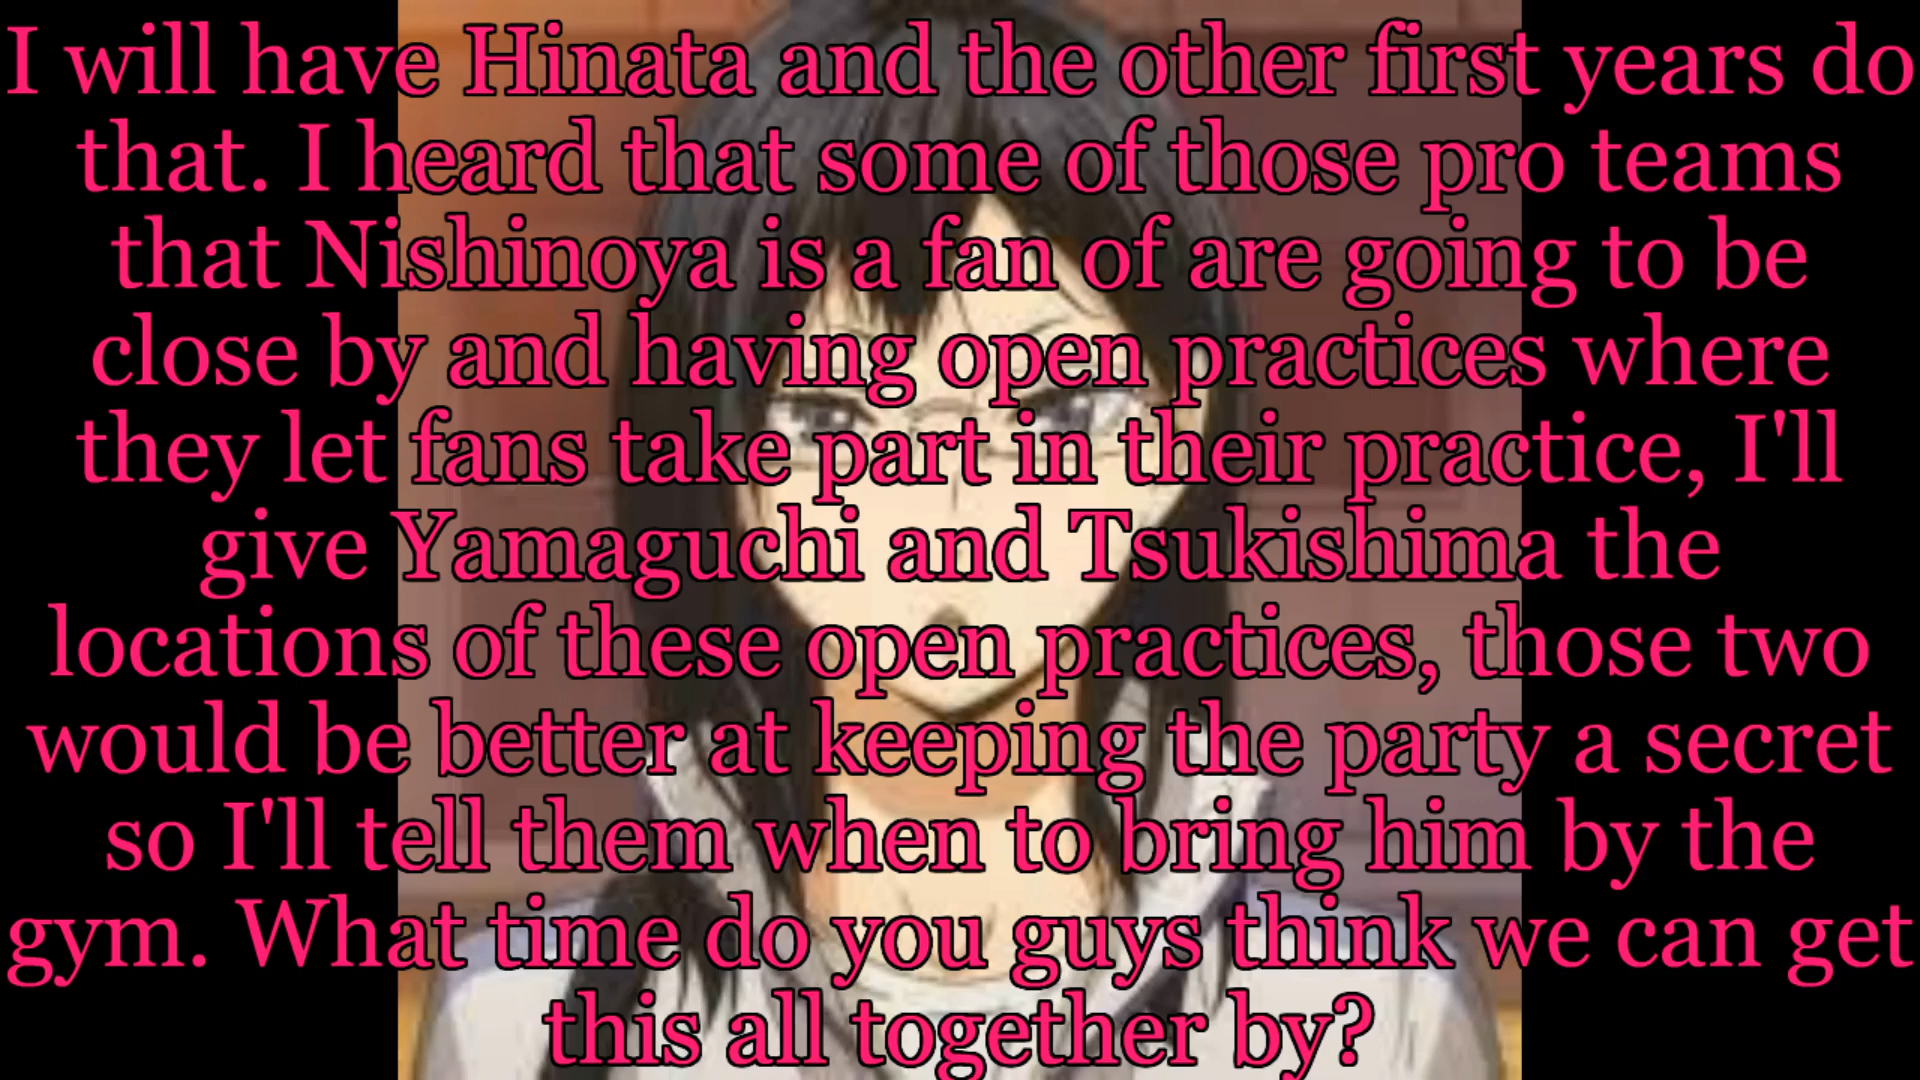 I will have Hinata and the other first years do
that. I heard that some of those pro teams
that Nishinoya is a fan of are going to be
close by and having open practices where
they let fans take part in their practice, I'll
give Yamaguchi and Tsukishima the
locations of these open practices, those two
would be better at keeping the party a secret
so I'll tell them when to bring him by the
gym. What time do you guys think we can get
this all together by?